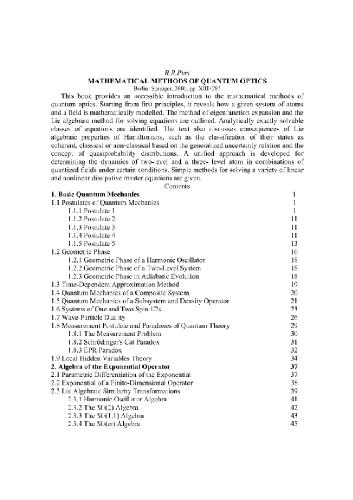 R.R.Puri
MATHEMATICAL METHODS OF QUANTUM OPTICS
Berlin: Springer, 2001, pp. XIII+285
This book provides an accessible introduction to the mathematical methods of
quantum optics. Starting from first principles, it reveals how a given system of atoms
and a field is mathematically modelled. The method of eigenfunction expansion and the
Lie algebraic method for solving equations are outlined. Analytically exactly solvable
classes of equations are identified. The text also discusses consequences of Lie
algebraic properties of Hamiltonians, such as the classification of their states as
coherent, classical or non-classical based on the generalized uncertainty relation and the
concept of quasiprobability distributions. A unified approach is developed for
determining the dynamics of two-level and a three- level atom in combinations of
quantized fields under certain conditions. Simple methods for solving a variety of linear
and nonlinear dissipative master equations are given.
Contents
1. Basic Quantum Mechanics 1
1.1 Postulates of Quantum Mechanics 1
1.1.1 Postulate 1 1
1.1.2 Postulate 2 11
1.1.3 Postulate 3 11
1.1.4 Postulate 4 11
1.1.5 Postulate 5 13
1.2 Geometric Phase 16
1.2.1 Geometric Phase of a Harmonic Oscillator 18
1.2.2 Geometric Phase of a Two-Level System 18
1.2.3 Geometric Phase in Adiabatic Evolution 18
1.3 Time-Dependent Approximation Method 19
1.4 Quantum Mechanics of a Composite System 20
1.5 Quantum Mechanics of a Subsystem and Density Operator 21
1.6 Systems of One and Two Spin-1/2s 23
1.7 Wave Particle Duality 26
1.8 Measurement Postulate and Paradoxes of Quantum Theory 29
1.8.1 The Measurement Problem 30
1.8.2 Schrödinger's Cat Paradox 31
1.8.3 EPR Paradox 32
1.9 Local Hidden Variables Theory 34
2. Algebra of the Exponential Operator 37
2.1 Parametric Differentiation of the Exponential 37
2.2 Exponential of a Finite-Dimensional Operator 38
2.3 Lie Algebraic Similarity Transformations 39
2.3.1 Harmonic Oscillator Algebra 41
2.3.2 The SU(2) Algebra 42
2.3.3 The SU(1,1) Algebra 43
2.3.4 The SU(m) Algebra 45